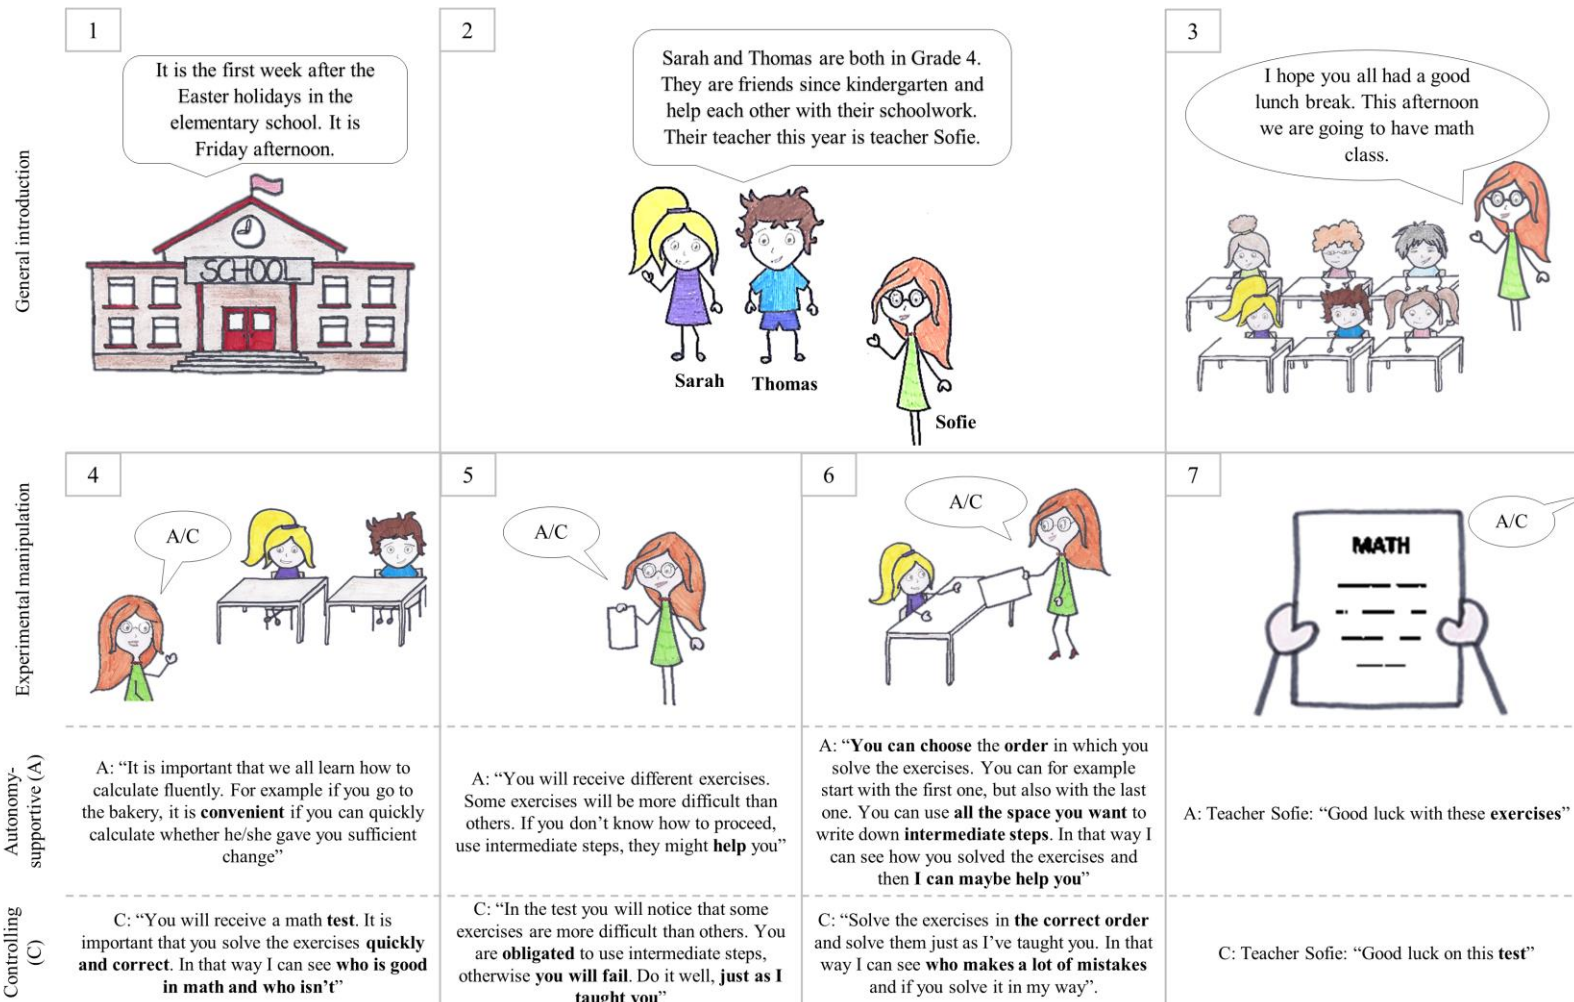 General introduction
1
It is the first week after the
Easter holidays in the
elementary school. It is
Friday afternoon.
SCHOOL
2
Sarah and Thomas are both in Grade 4.
They are friends since kindergarten and
help each other with their schoolwork.
Their teacher this year is teacher Sofie.
Sarah
Thomas
Sofie
3
I hope you all had a good
lunch break. This afternoon
we are going to have math
class.
Experimental manipulation
4
A/C
5
A/C
6
A/C
7
A/C
MATH
Autonomy-
supportive (A)
A: “It is important that we all learn how to
calculate fluently. For example if you go to
the bakery, it is convenient if you can quickly
calculate whether he/she gave you sufficient
change”
A: “You will receive different exercises.
Some exercises will be more difficult than
others. If you don’t know how to proceed,
use intermediate steps, they might help you”
A: “You can choose the order in which you
solve the exercises. You can for example
start with the first one, but also with the last
one. You can use all the space you want to
write down intermediate steps. In that way I
can see how you solved the exercises and
then I can maybe help you”
A: Teacher Sofie: “Good luck with these exercises”
Controlling
(C)
C: “You will receive a math test. It is
important that you solve the exercises quickly
and correct. In that way I can see who is good
in math and who isn’t”
C: “In the test you will notice that some
exercises are more difficult than others. You
are obligated to use intermediate steps,
otherwise you will fail. Do it well, just as I
taught you”
C: “Solve the exercises in the correct order
and solve them just as I’ve taught you. In that
way I can see who makes a lot of mistakes
and if you solve it in my way”.
C: Teacher Sofie: “Good luck on this test”